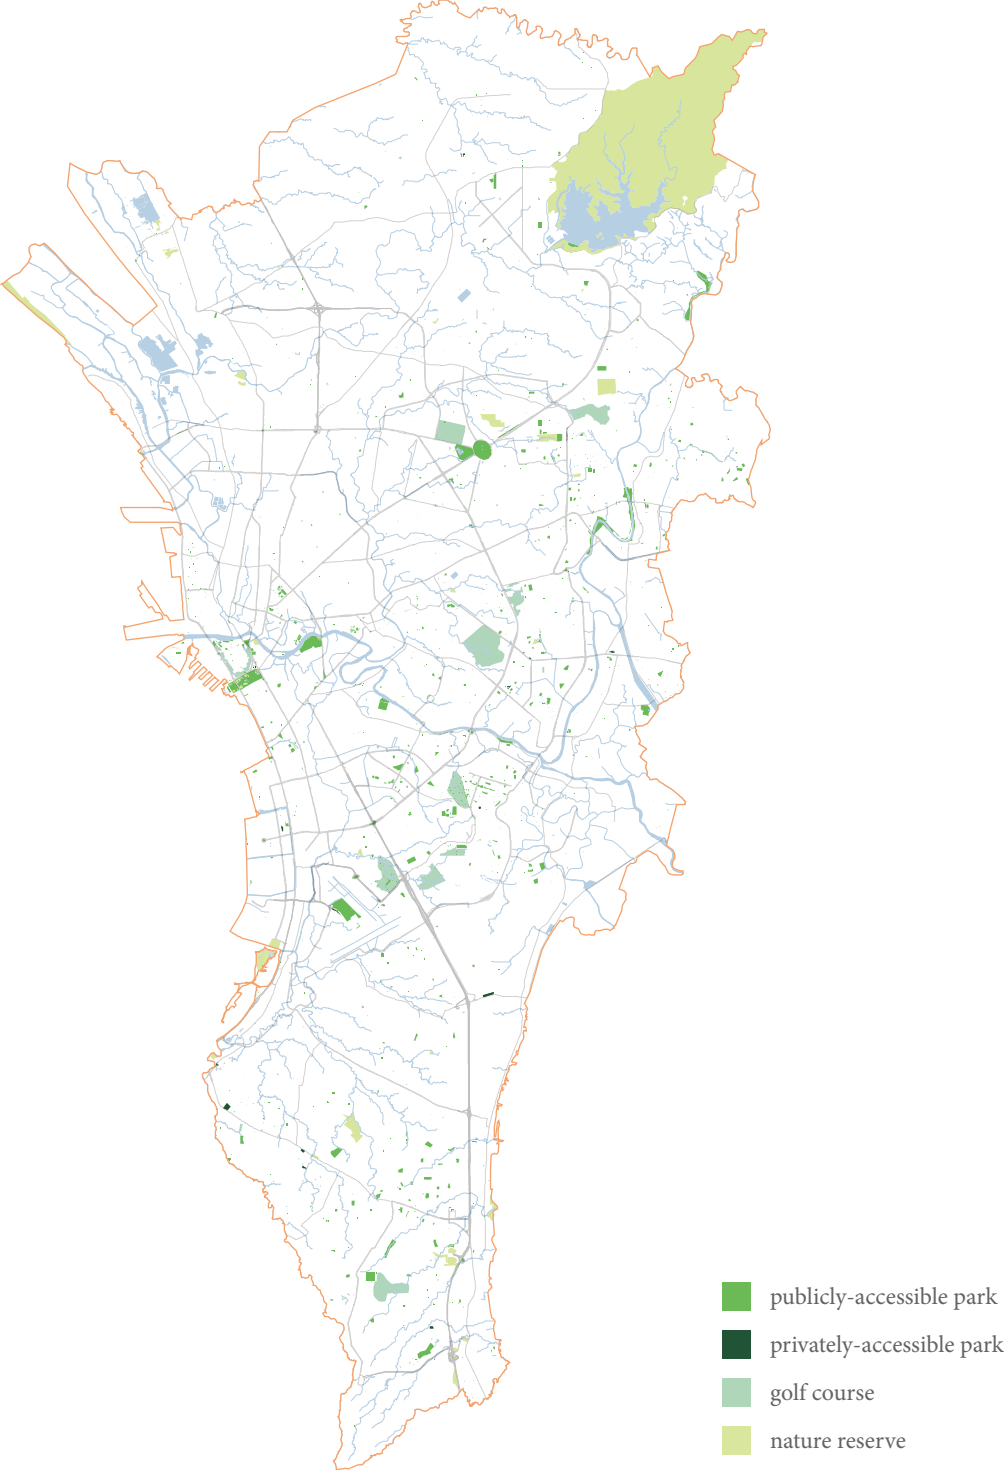 publicly-accessible park
privately-accessible park
golf course
nature reserve